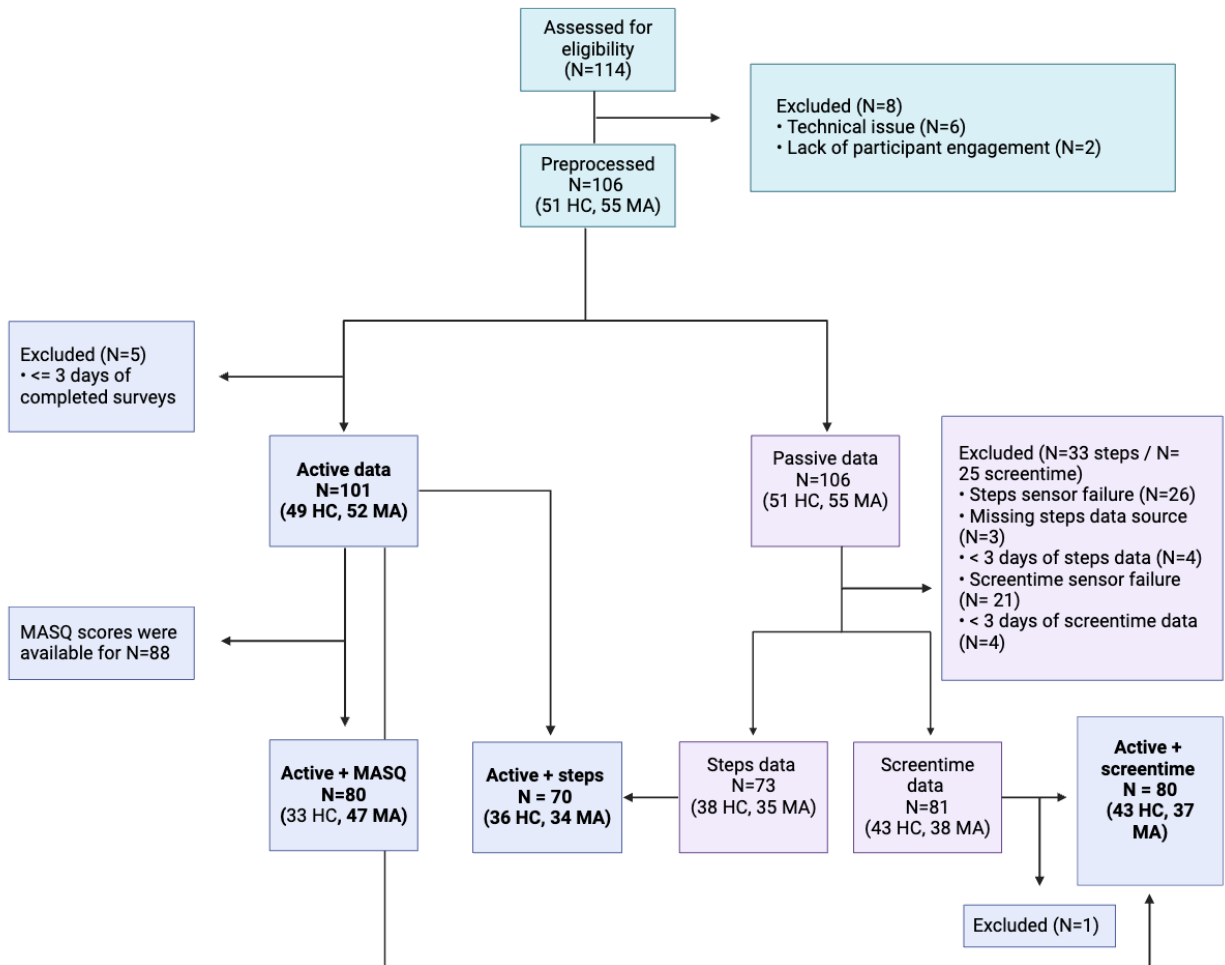 Assessed for
eligibility
(N=114)
Excluded (N=8)
• Technical issue (N=6)
• Lack of participant engagement (N=2)
Preprocessed
N=106
(51 HC, 55 MA)
Excluded (N=5)
• <= 3 days of
completed surveys
Active data
N=101
(49 HC, 52 MA)
Passive data
N=106
(51 HC, 55 MA)
Excluded (N=33 steps / N=
25 screentime)
• Steps sensor failure (N=26)
• Missing steps data source
(N=3)
• < 3 days of steps data (N=4)
• Screentime sensor failure
(N= 21)
• < 3 days of screentime data
(N=4)
MASQ scores were
available for N=88
Active + MASQ
N=80
(33 HC, 47 MA)
Active + steps
N = 70
(36 HC, 34 MA)
Steps data
N=73
(38 HC, 35 MA)
Screentime
data
N=81
(43 HC, 38 MA)
Active +
screentime
N = 80
(43 HC, 37
MA)
Excluded (N=1)